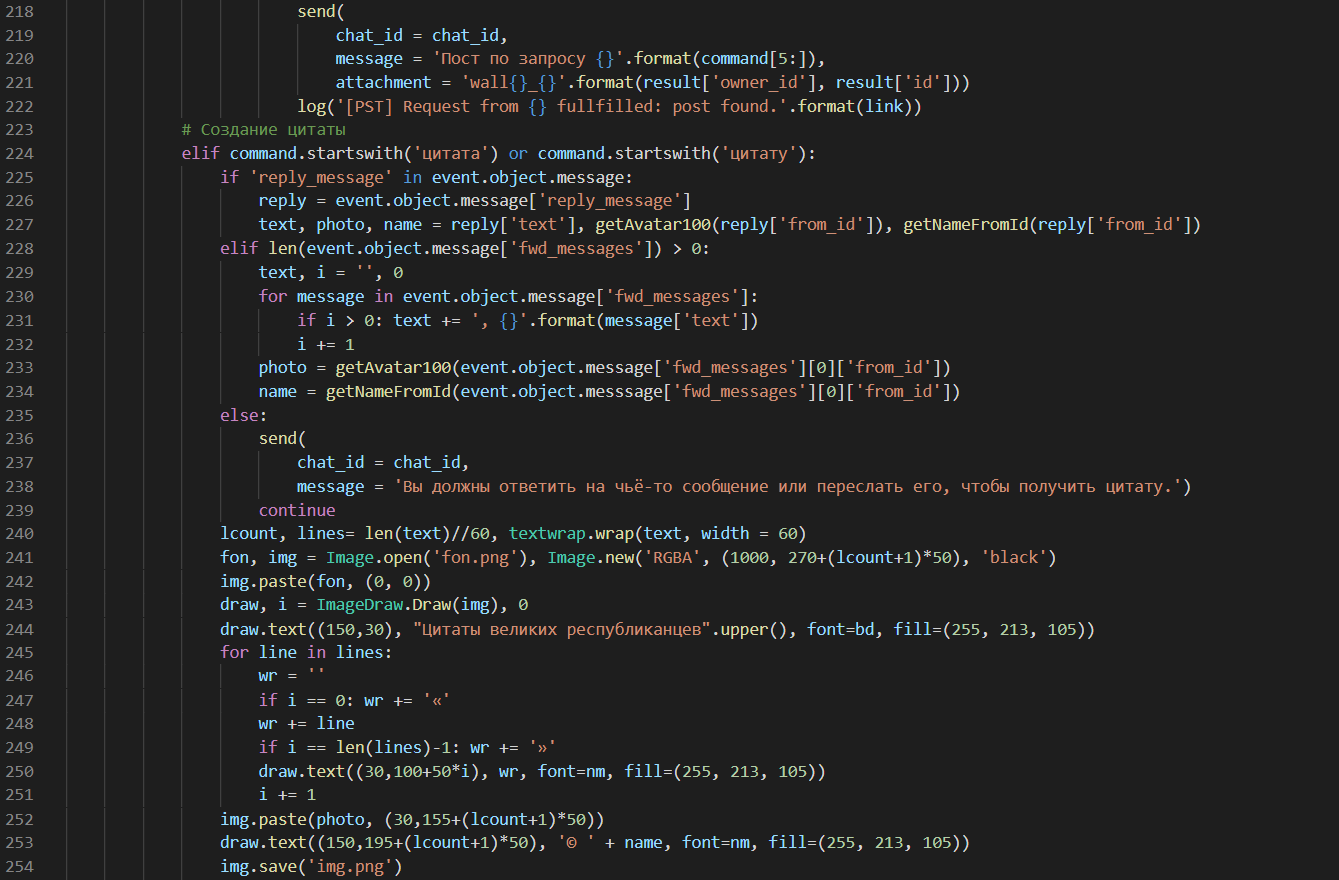 218 send(
219 chat_id = chat_id,
220 message = 'Пост по запросу {}'.format(command[5:]),
221 attachment = 'wall{}_{}'.format(result['owner_id'], result['id']))
222 log('[PST] Request from {} fullfilled: post found.'.format(link))
223 # Создание цитаты
224 elif command.startswith('цитата') or command.startswith('цитату'):
225 if 'reply_message' in event.object.message:
226 reply = event.object.message['reply_message']
227 text, photo, name = reply['text'], getAvatar100(reply['from_id']), getNameFromId(reply['from_id'])
228 elif len(event.object.message['fwd_messages']) > 0:
229 text, i = '', 0
230 for message in event.object.message['fwd_messages']:
231 if i > 0: text += ', {}'.format(message['text'])
232 i += 1
233 photo = getAvatar100(event.object.message['fwd_messages'][0]['from_id'])
234 name = getNameFromId(event.object.messsage['fwd_messages'][0]['from_id'])
235 else:
236 send(
237 chat_id = chat_id,
238 message = 'Вы должны ответить на чьё-то сообщение или переслать его, чтобы получить цитату.')
239 continue
240 lcount, lines= len(text)//60, textwrap.wrap(text, width = 60)
241 fon, img = Image.open('fon.png'), Image.new('RGBA', (1000, 270+(lcount+1)*50), 'black')
242 img.paste(fon, (0, 0))
243 draw, i = ImageDraw.Draw(img), 0
244 draw.text((150,30), "Цитаты великих республиканцев".upper(), font=bd, fill=(255, 213, 105))
245 for line in lines:
246 wr = ''
247 if i == 0: wr += '«'
248 wr += line
249 if i == len(lines)-1: wr += '»'
250 draw.text((30,100+50*i), wr, font=nm, fill=(255, 213, 105))
251 i += 1
252 img.paste(photo, (30,155+(lcount+1)*50))
253 draw.text((150,195+(lcount+1)*50), '© ' + name, font=nm, fill=(255, 213, 105))
254 img.save('img.png')